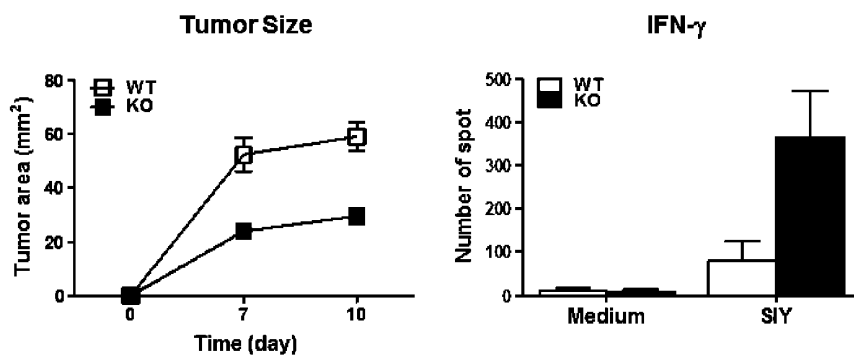 Tumor Size
WT
KO
Tumor area (mm²)
80
60
40
20
0
0 7 10
Time (day)
IFN-γ
WT
KO
Number of spot
500
400
300
200
100
0
Medium SIY